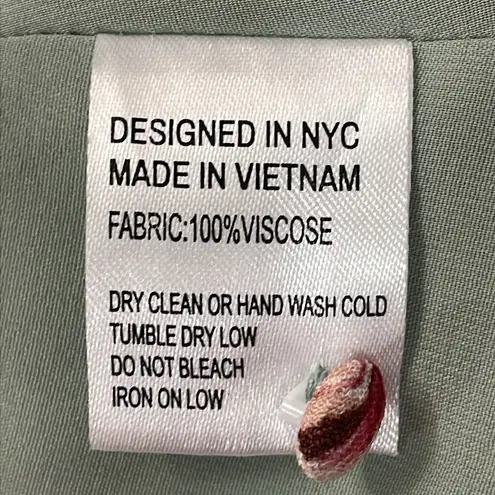 DESIGNED IN NYC
MADE IN VIETNAM
FABRIC:100%VISCOSE
DRY CLEAN OR HAND WASH COLD
TUMBLE DRY LOW
DO NOT BLEACH
IRON ON LOW